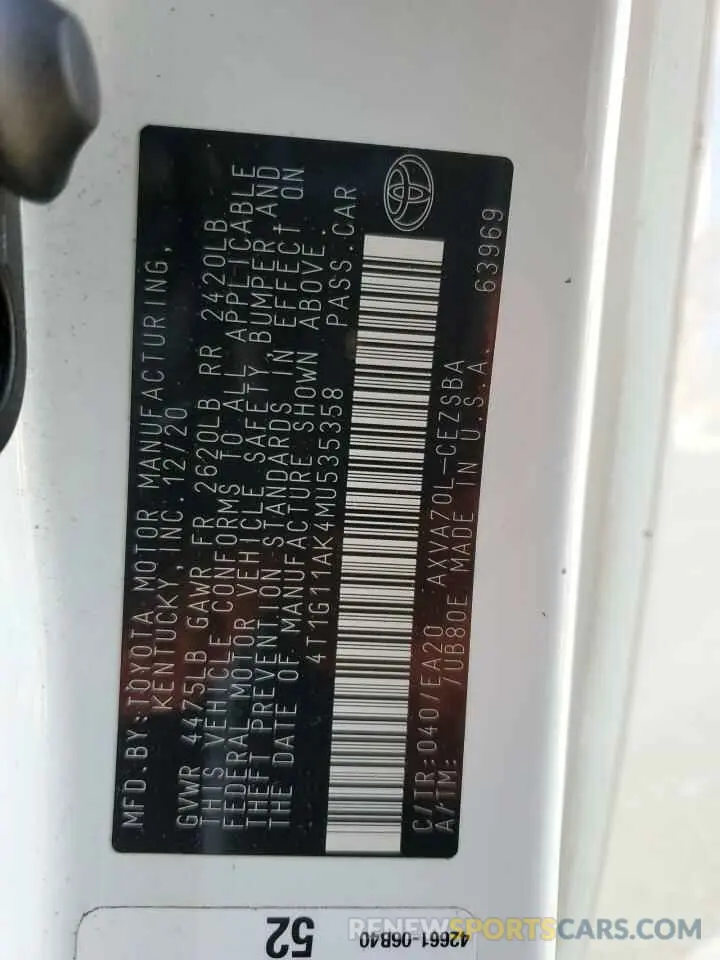 MFD.BY:TOYOTA MOTOR MANUFACTURING,
KENTUCKY,INC.12/20
GVWR 4475LB GAWR FR 2620LB RR 2420LB
THIS VEHICLE CONFORMS TO ALL APPLICABLE
FEDERAL MOTOR VEHICLE SAFETY,BUMPER,AND
THEFT PREVENTION STANDARDS IN EFFECT ON
THE DATE OF MANUFACTURE SHOWN ABOVE.
4T1G11AK4MU535358 PASS.CAR
C/TR:040/EA20 AXVA70L-CEZSBA
A/TM: 7UB80E MADE IN U.S.A. 63969
52
42661-06B40
RENEWSPORTSCARS.COM